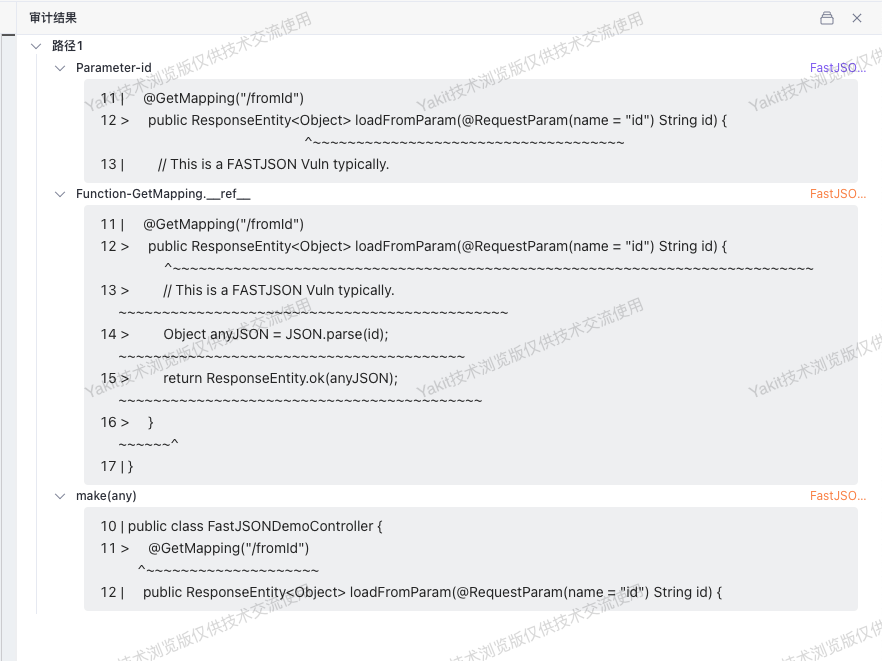 审计结果
路径1
Parameter-id FastJSO...
11 | @GetMapping("/fromId")
12 > public ResponseEntity<Object> loadFromParam(@RequestParam(name = "id") String id) {
^~~~~~~~~~~~~~~~~~~~~~~~~~~~~~~~~~~~~
13 | // This is a FASTJSON Vuln typically.
Function-GetMapping.__ref__ FastJSO...
11 | @GetMapping("/fromId")
12 > public ResponseEntity<Object> loadFromParam(@RequestParam(name = "id") String id) {
^~~~~~~~~~~~~~~~~~~~~~~~~~~~~~~~~~~~~~~~~~~~~~~~~~~~~~~~~~~~~~~~~~~~~~~~~~~
13 > // This is a FASTJSON Vuln typically.
~~~~~~~~~~~~~~~~~~~~~~~~~~~~~~~~~~~~~~~~~~~~~
14 > Object anyJSON = JSON.parse(id);
~~~~~~~~~~~~~~~~~~~~~~~~~~~~~~~~~~~~~~~~
15 > return ResponseEntity.ok(anyJSON);
~~~~~~~~~~~~~~~~~~~~~~~~~~~~~~~~~~~~~~~~~~
16 > }
~~~~~~^
17 | }
make(any) FastJSO...
10 | public class FastJSONDemoController {
11 > @GetMapping("/fromId")
^~~~~~~~~~~~~~~~~~~~~
12 | public ResponseEntity<Object> loadFromParam(@RequestParam(name = "id") String id) {
Yakit技术浏览版仅供技术交流使用